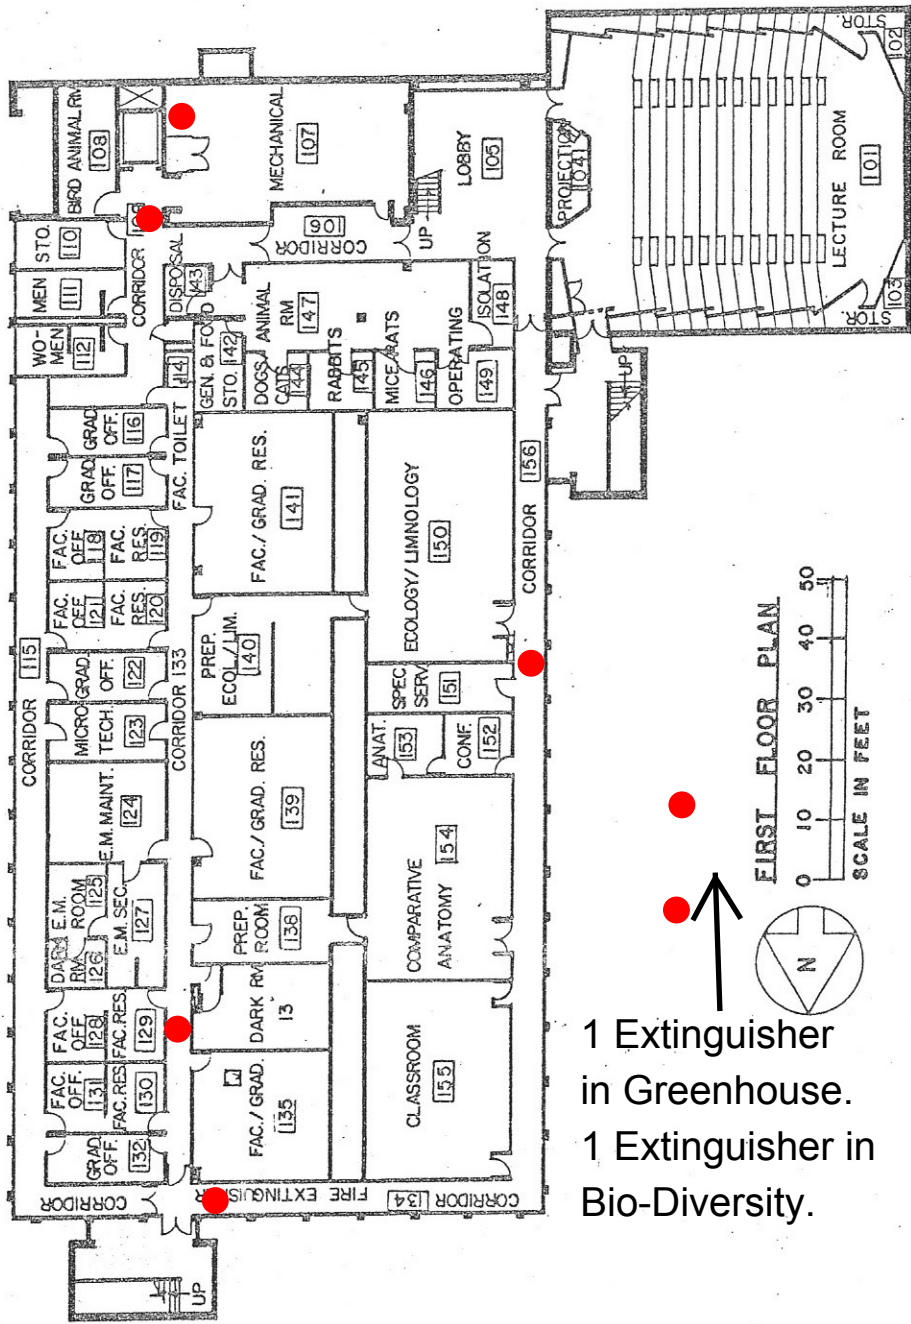 STOR.
102
BIRD ANIMAL RM
108
MECHANICAL
107
LOBBY
105
PROJECTION
104
LECTURE ROOM
101
STOR.
103
STO.
110
CORRIDOR
106
UP
MEN
111
CORRIDOR
DISPOSAL
143
ANIMAL
RM
147
ISOLATION
148
WO-
MEN
112
114
GEN. & FOOD
STO.
142
DOGS
CATS
144
RABBITS
145
MICE/RATS
146
OPERATING
149
UP
GRAD
OFF.
116
GRAD
OFF.
117
FAC. TOILET
FAC./ GRAD. RES.
141
ECOLOGY/ LIMNOLOGY
150
CORRIDOR
156
FAC.
OFF
118
FAC.
RES.
119
FAC.
OFF
121
FAC.
RES.
120
PREP.
ECOL./LIM.
140
CORRIDOR
115
GRAD.
OFF.
122
CORRIDOR 133
SPEC
SERV.
151
MICRO
TECH.
123
FAC./ GRAD. RES.
139
ANAT.
153
CONF.
152
E.M. MAINT.
124
COMPARATIVE
ANATOMY
154
E.M.
ROOM
125
DARK
RM
126
E.M. SEC.
127
PREP.
ROOM
138
FAC.
OFF
128
FAC.RES.
129
DARK RM
13
FAC.
OFF.
131
FAC.RES.
130
FAC./ GRAD.
135
CLASSROOM
155
GRAD
OFF.
132
CORRIDOR
FIRE EXTINGUISHER
CORRIDOR
134
UP
FIRST FLOOR PLAN
0 10 20 30 40 50
SCALE IN FEET
N
1 Extinguisher
in Greenhouse.
1 Extinguisher in
Bio-Diversity.